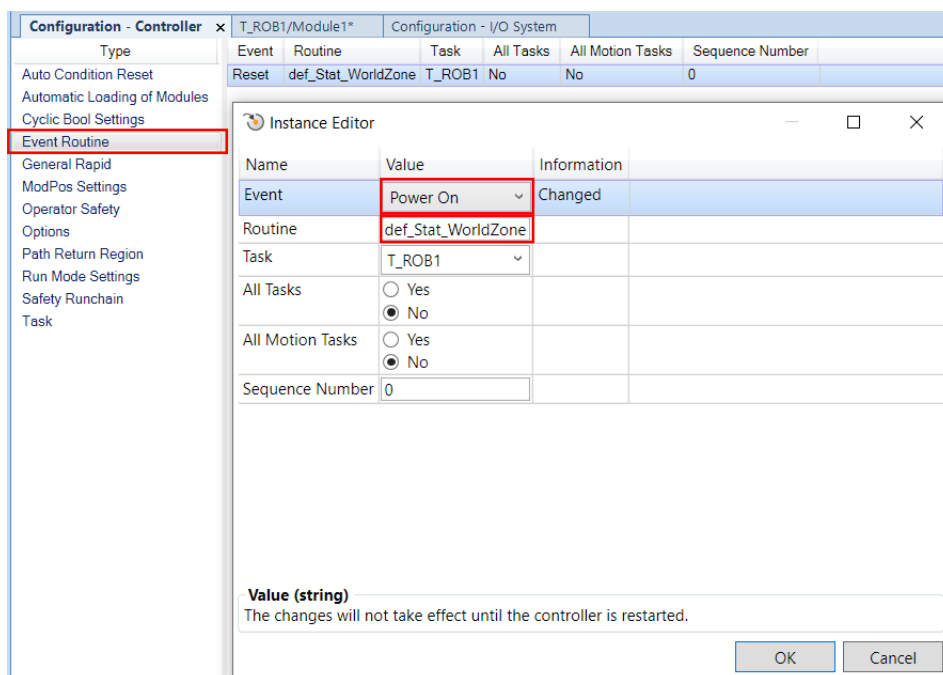 Configuration - Controller x T_ROB1/Module1* Configuration - I/O System
Type
Auto Condition Reset
Automatic Loading of Modules
Cyclic Bool Settings
Event Routine
General Rapid
ModPos Settings
Operator Safety
Options
Path Return Region
Run Mode Settings
Safety Runchain
Task
Event Routine Task All Tasks All Motion Tasks Sequence Number
Reset def_Stat_WorldZone T_ROB1 No No 0
Instance Editor
Name Value Information
Event Power On Changed
Routine def_Stat_WorldZone
Task T_ROB1
All Tasks Yes
No
All Motion Tasks Yes
No
Sequence Number 0
Value (string)
The changes will not take effect until the controller is restarted.
OK Cancel